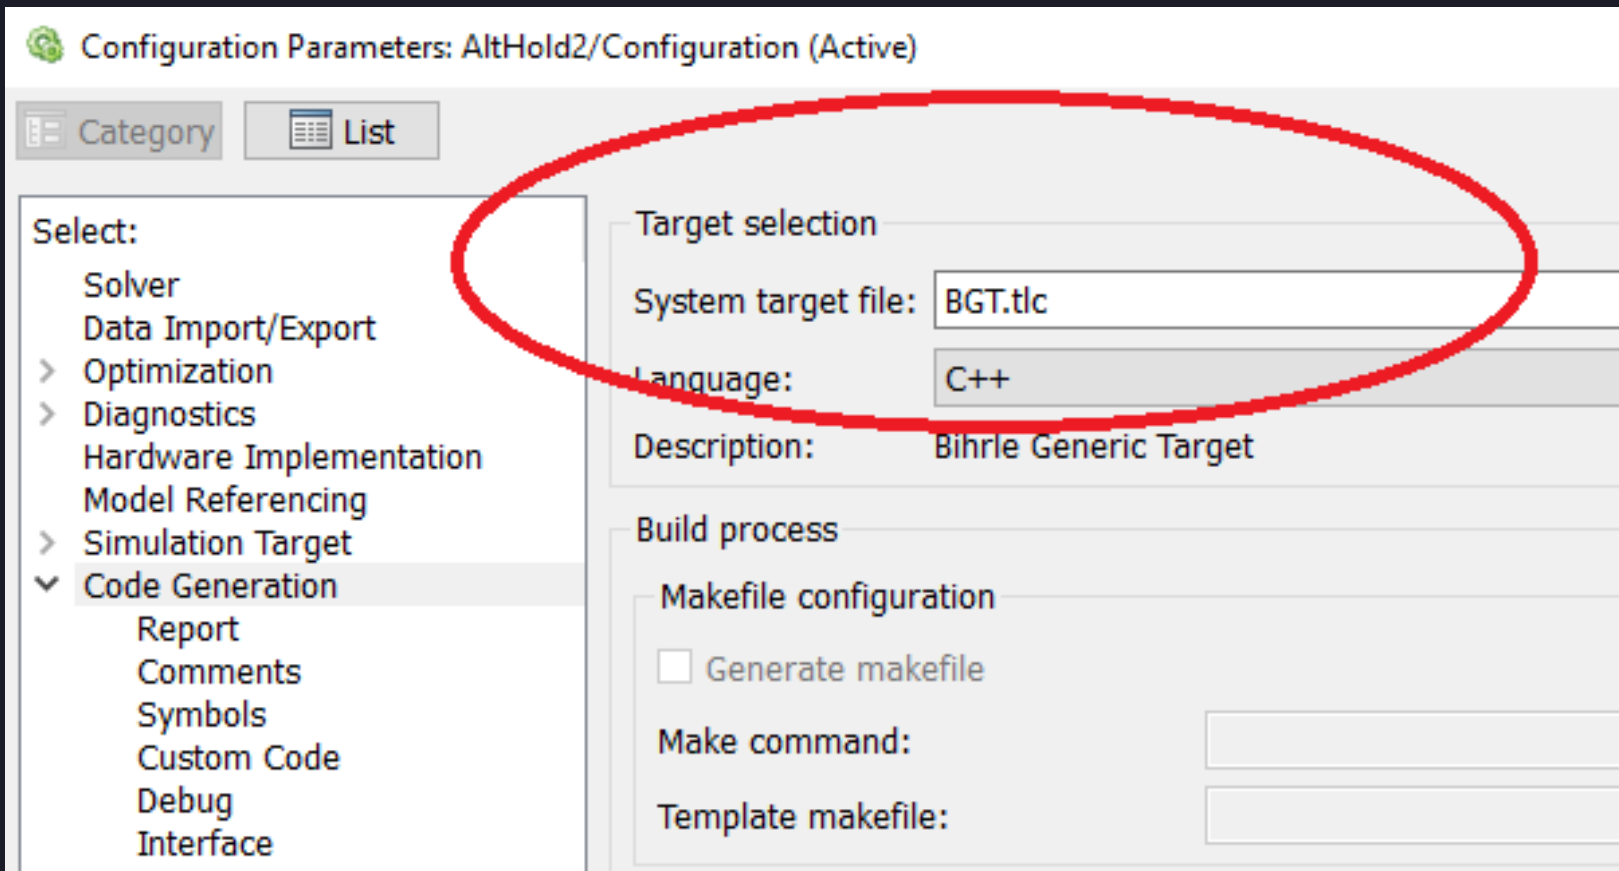 Configuration Parameters: AltHold2/Configuration (Active)
Category
List
Select:
Solver
Data Import/Export
Optimization
Diagnostics
Hardware Implementation
Model Referencing
Simulation Target
Code Generation
Report
Comments
Symbols
Custom Code
Debug
Interface
Target selection
System target file: BGT.tlc
Language: C++
Description: Bihrle Generic Target
Build process
Makefile configuration
Generate makefile
Make command:
Template makefile: